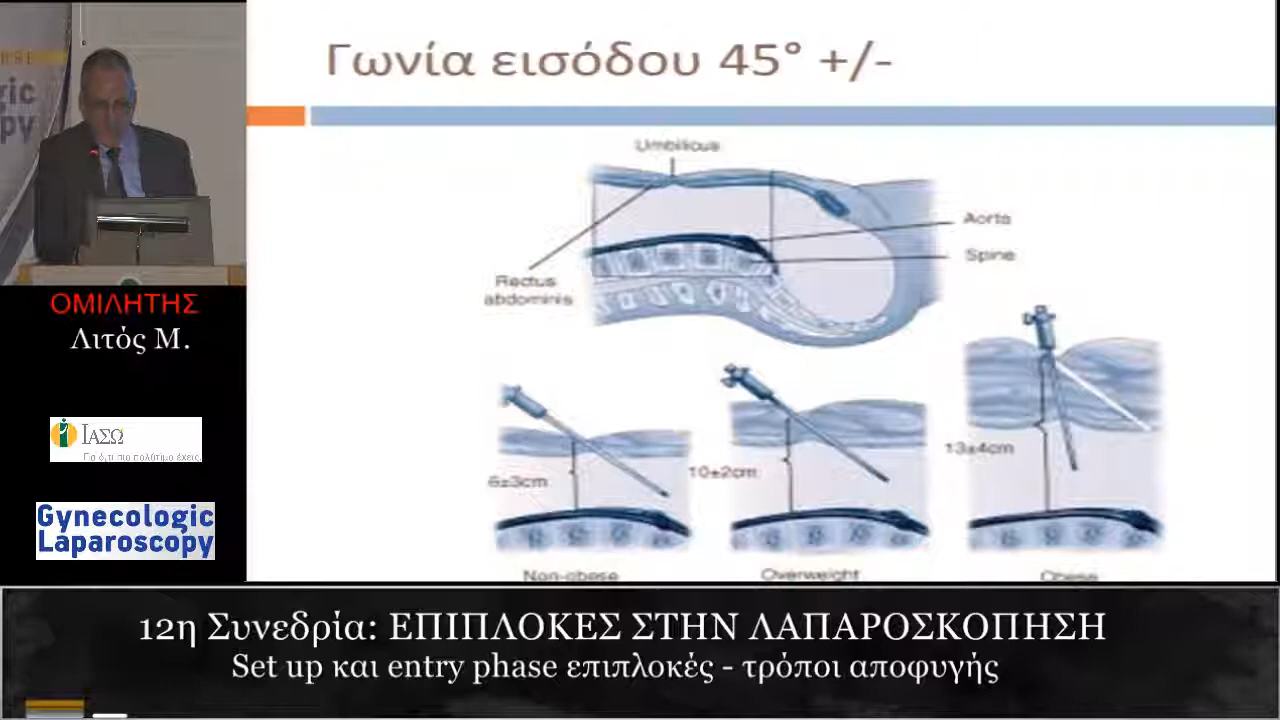 Γωνία εισόδου 45° +/-
Umbilicus
Aorta
Spine
Rectus
abdominis
6±3cm
10±2cm
13±4cm
Non-obese
Overweight
Obese
ric
py
ΟΜΙΛΗΤΗΣ
Λιτός Μ.
ΙΑΣΩ
Για ό,τι πιο πολύτιμο έχεις.
Gynecologic
Laparoscopy
12η Συνεδρία: ΕΠΙΠΛΟΚΕΣ ΣΤΗΝ ΛΑΠΑΡΟΣΚΟΠΗΣΗ
Set up και entry phase επιπλοκές - τρόποι αποφυγής